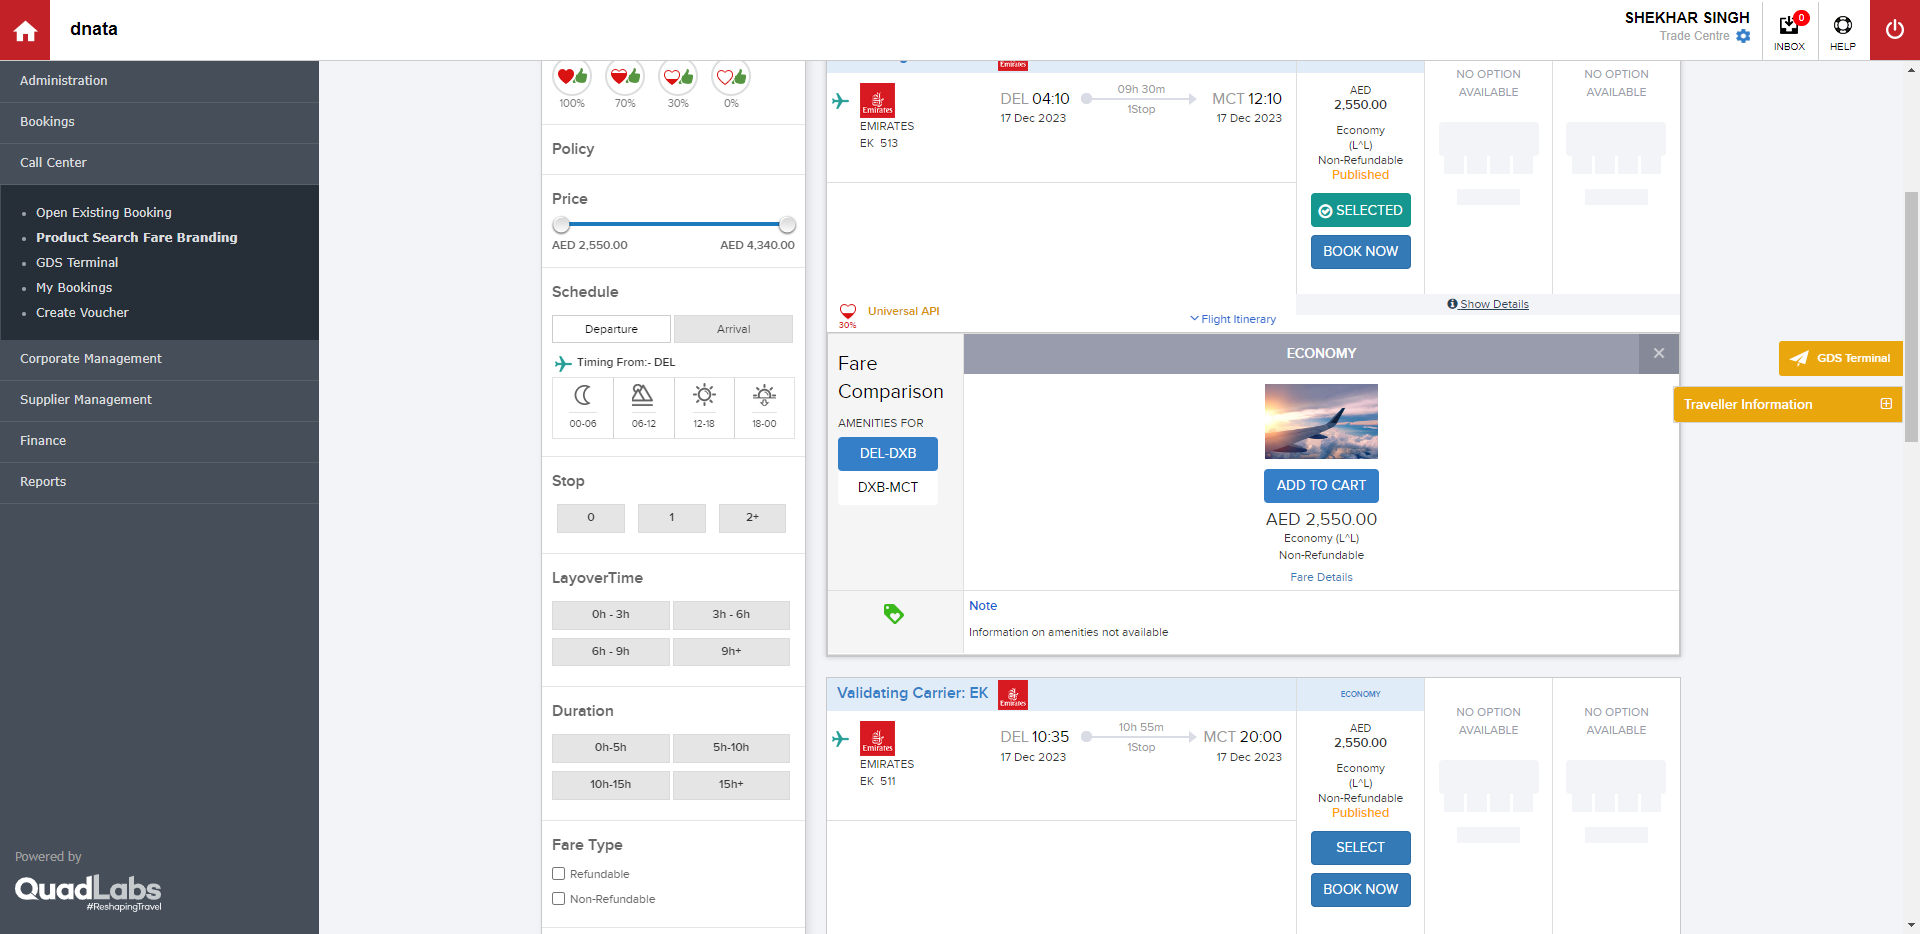 dnata
SHEKHAR SINGH
Trade Centre
0
INBOX
HELP
Administration
Bookings
Call Center
Open Existing Booking
Product Search Fare Branding
GDS Terminal
My Bookings
Create Voucher
Corporate Management
Supplier Management
Finance
Reports
Powered by
QuadLabs
#ReshapingTravel
100%
70%
30%
0%
Policy
Price
AED 2,550.00
AED 4,340.00
Schedule
Departure
Arrival
Timing From:- DEL
00-06
06-12
12-18
18-00
Stop
0
1
2+
LayoverTime
0h - 3h
3h - 6h
6h - 9h
9h+
Duration
0h-5h
5h-10h
10h-15h
15h+
Fare Type
Refundable
Non-Refundable
Emirates
Emirates
EMIRATES
EK 513
DEL 04:10
17 Dec 2023
09h 30m
1Stop
MCT 12:10
17 Dec 2023
AED
2,550.00
Economy
(L^L)
Non-Refundable
Published
SELECTED
BOOK NOW
NO OPTION
AVAILABLE
NO OPTION
AVAILABLE
Show Details
30%
Universal API
Flight Itinerary
Fare
Comparison
AMENITIES FOR
DEL-DXB
DXB-MCT
ECONOMY
ADD TO CART
AED 2,550.00
Economy (L^L)
Non-Refundable
Fare Details
Note
Information on amenities not available
GDS Terminal
Traveller Information
Validating Carrier: EK
Emirates
ECONOMY
Emirates
EMIRATES
EK 511
DEL 10:35
17 Dec 2023
10h 55m
1Stop
MCT 20:00
17 Dec 2023
AED
2,550.00
Economy
(L^L)
Non-Refundable
Published
SELECT
BOOK NOW
NO OPTION
AVAILABLE
NO OPTION
AVAILABLE